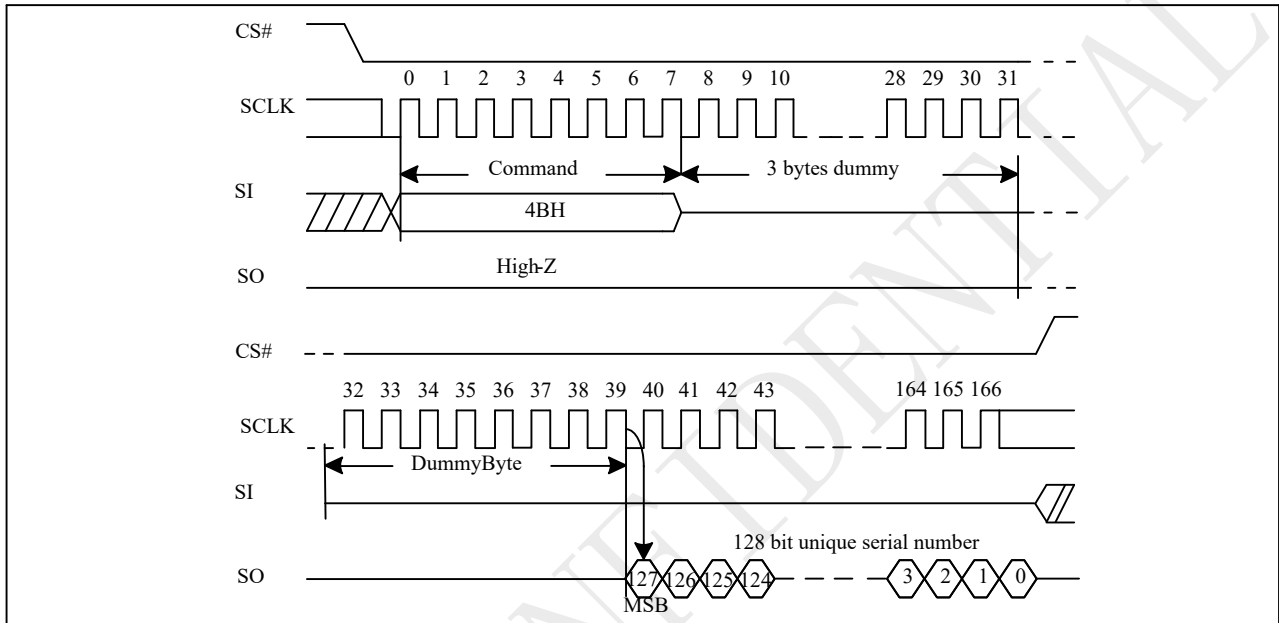 CS#
0 1 2 3 4 5 6 7 8 9 10 28 29 30 31
SCLK
Command 3 bytes dummy
SI
4BH
High-Z
SO
CS#
32 33 34 35 36 37 38 39 40 41 42 43 164 165 166
SCLK
DummyByte
SI
128 bit unique serial number
SO
127 126 125 124 3 2 1 0
MSB